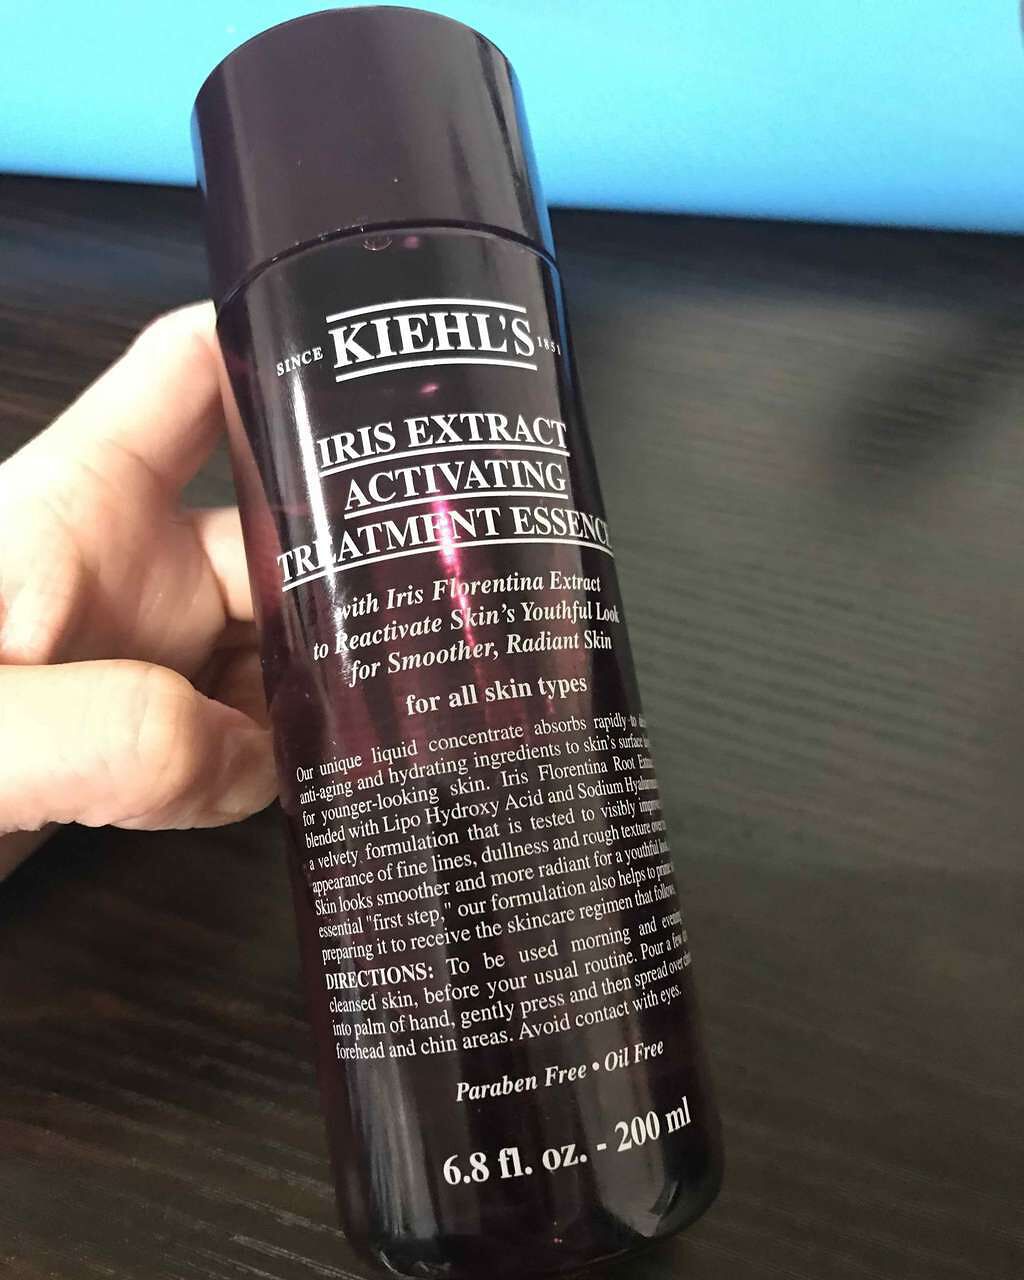 SINCE KIEHL'S 1851
IRIS EXTRACT
ACTIVATING
TREATMENT ESSENCE
with Iris Florentina Extract
to Reactivate Skin's Youthful Look
for Smoother, Radiant Skin
for all skin types
Our unique liquid concentrate absorbs rapidly to
anti-aging and hydrating ingredients to skin's surface
for younger-looking skin. Iris Florentina Root
blended with Lipo Hydroxy Acid and Sodium
a velvety formulation that is tested to visibly
appearance of fine lines, dullness and rough texture
Skin looks smoother and more radiant for a youthful
essential "first step," our formulation also helps to
preparing it to receive the skincare regimen that follows.
DIRECTIONS: To be used morning and evening
cleansed skin, before your usual routine. Pour a few
into palm of hand, gently press and then spread over
forehead and chin areas. Avoid contact with eyes.
Paraben Free • Oil Free
6.8 fl. oz. - 200 ml